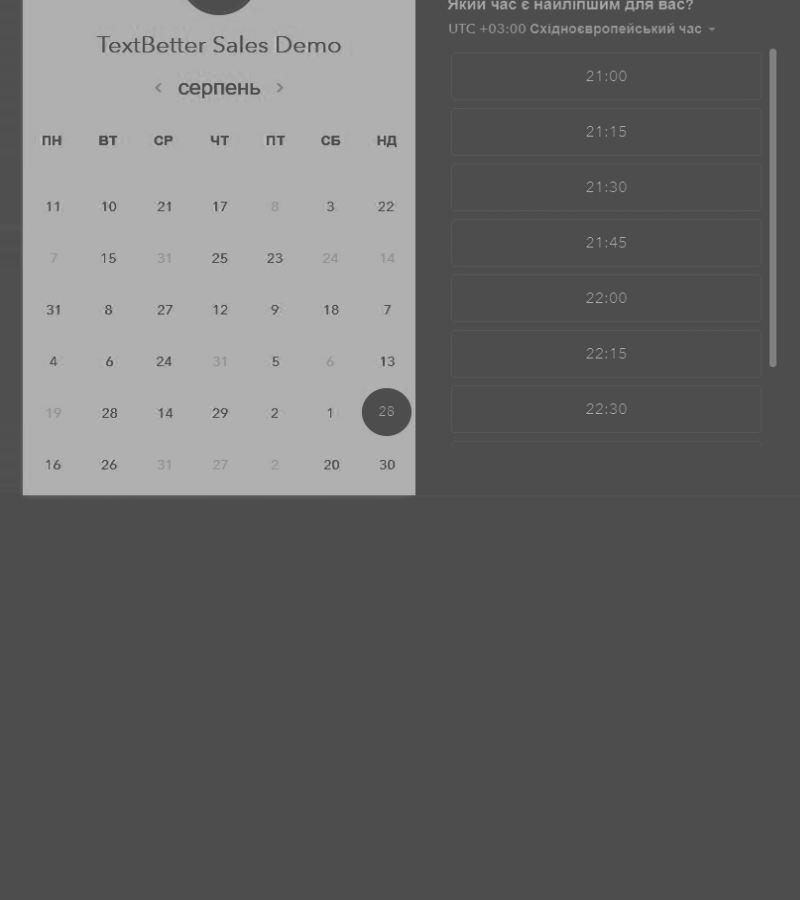 TextBetter Sales Demo
серпень
ПН ВТ СР ЧТ ПТ СБ НД
11 10 21 17 8 3 22
7 15 31 25 23 24 14
31 8 27 12 9 18 7
4 6 24 31 5 6 13
19 28 14 29 2 1 28
16 26 31 27 2 20 30
Який час є найліпшим для вас?
UTC +03:00 Східноєвропейський час
21:00
21:15
21:30
21:45
22:00
22:15
22:30